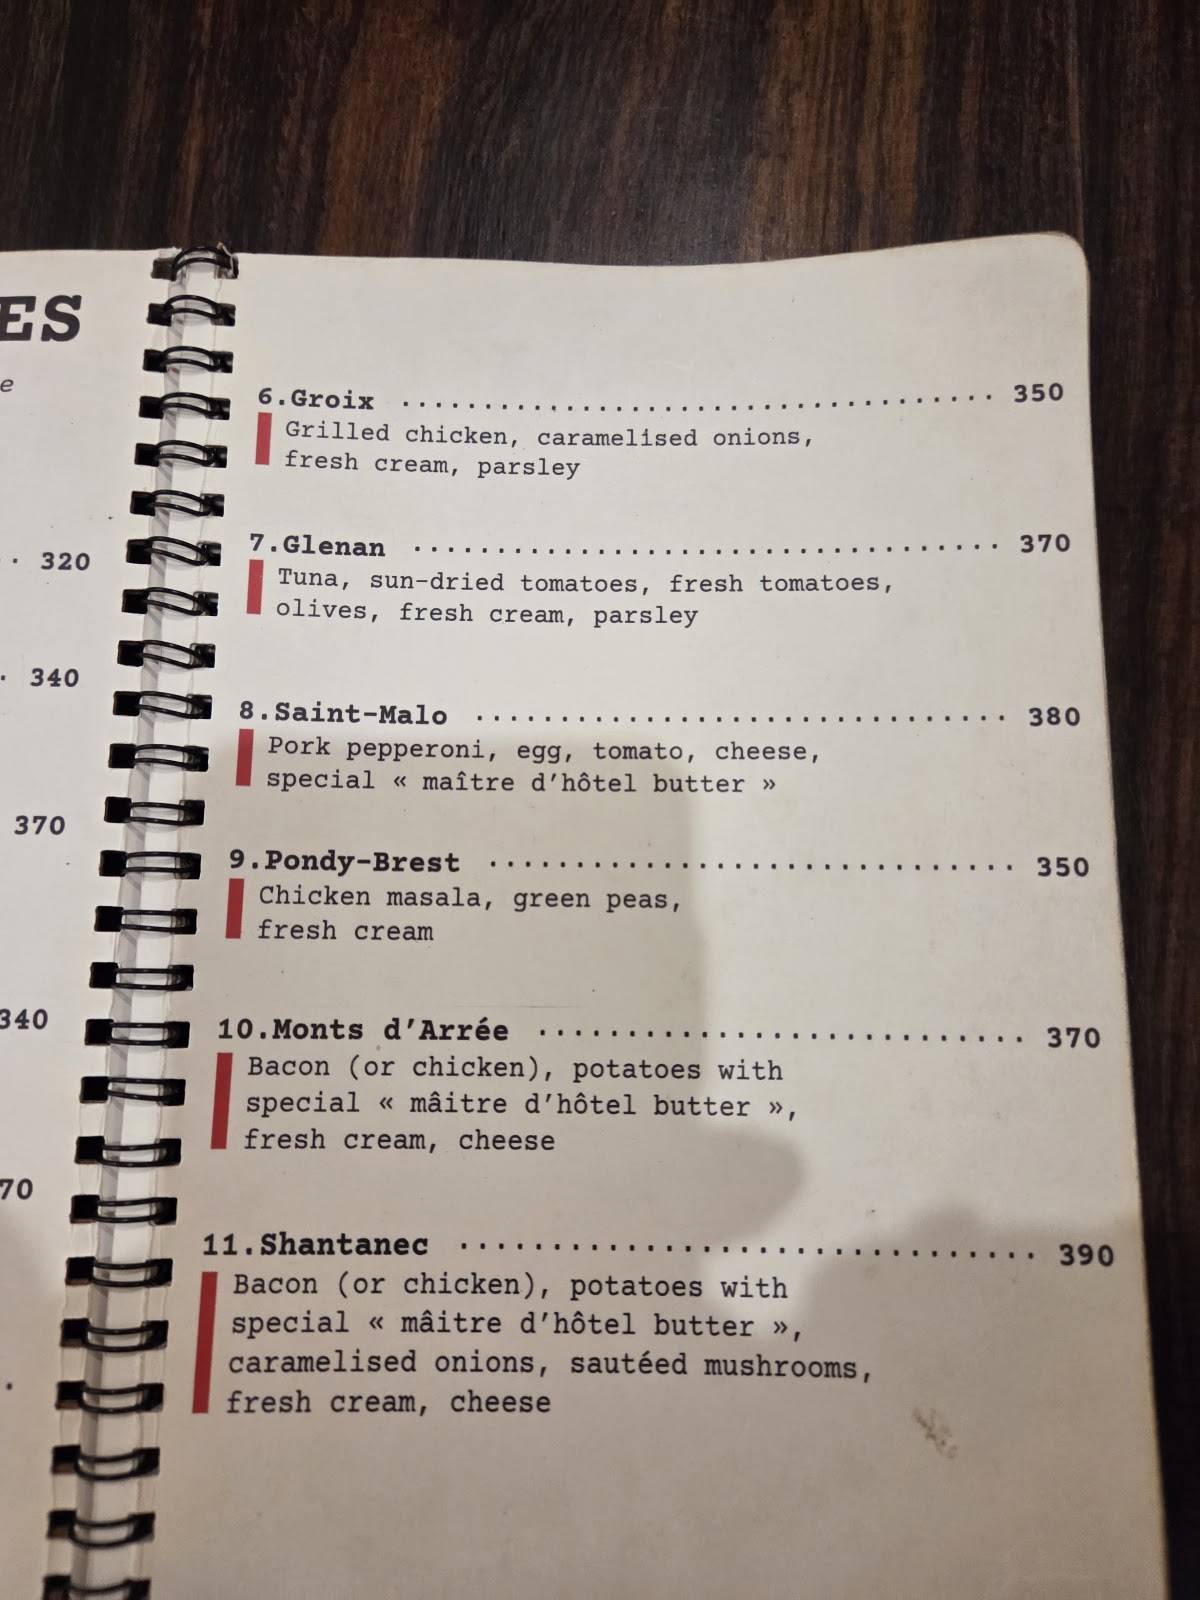 ES
e
320
340
370
340
70
6.Groix ........................................ 350
Grilled chicken, caramelised onions,
fresh cream, parsley
7.Glenan ........................................ 370
Tuna, sun-dried tomatoes, fresh tomatoes,
olives, fresh cream, parsley
8.Saint-Malo ................................ 380
Pork pepperoni, egg, tomato, cheese,
special « maître d'hôtel butter »
9.Pondy-Brest ................................ 350
Chicken masala, green peas,
fresh cream
10.Monts d'Arrée ............................ 370
Bacon (or chicken), potatoes with
special « mâitre d'hôtel butter »,
fresh cream, cheese
11.Shantanec ................................ 390
Bacon (or chicken), potatoes with
special « mâitre d'hôtel butter »,
caramelised onions, sautéed mushrooms,
fresh cream, cheese